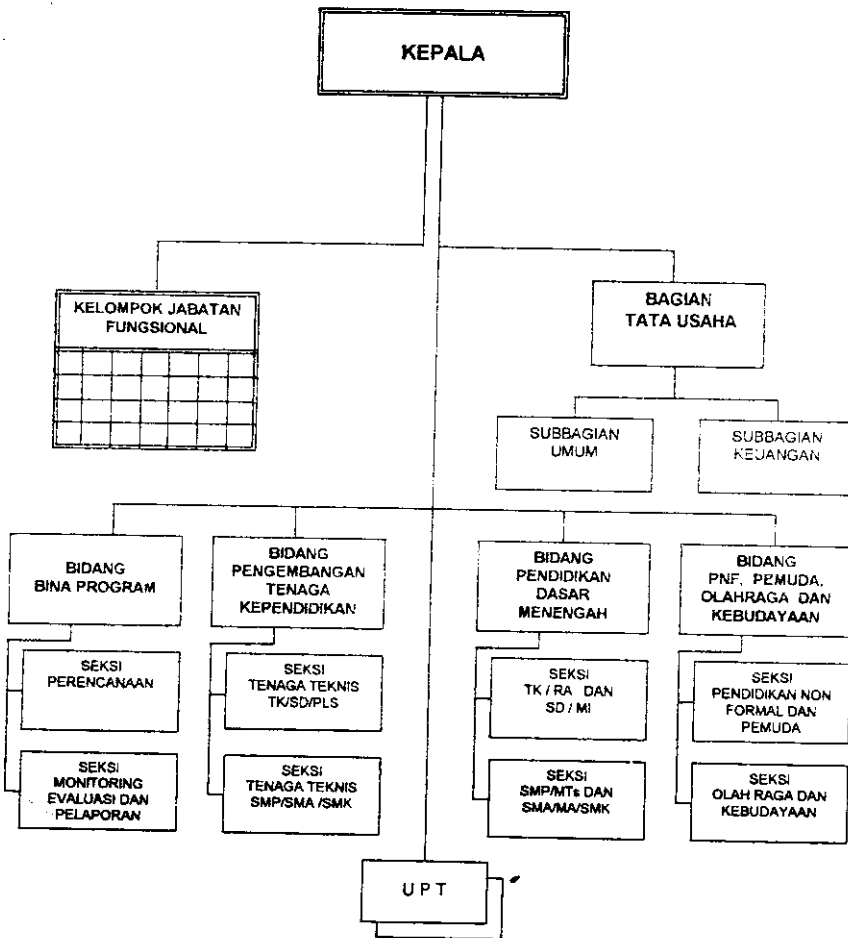 KEPALA
KELOMPOK JABATAN
FUNGSIONAL
BAGIAN
TATA USAHA
SUBBAGIAN
UMUM
SUBBAGIAN
KEUANGAN
BIDANG
BINA PROGRAM
BIDANG
PENGEMBANGAN
TENAGA
KEPENDIDIKAN
BIDANG
PENDIDIKAN
DASAR
MENENGAH
BIDANG
PNF, PEMUDA,
OLAHRAGA DAN
KEBUDAYAAN
SEKSI
PERENCANAAN
SEKSI
TENAGA TEKNIS
TK/SD/PLS
SEKSI
TK / RA DAN
SD / MI
SEKSI
PENDIDIKAN NON
FORMAL DAN
PEMUDA
SEKSI
MONITORING
EVALUASI DAN
PELAPORAN
SEKSI
TENAGA TEKNIS
SMP/SMA /SMK
SEKSI
SMP/MTs DAN
SMA/MA/SMK
SEKSI
OLAH RAGA DAN
KEBUDAYAAN
U P T